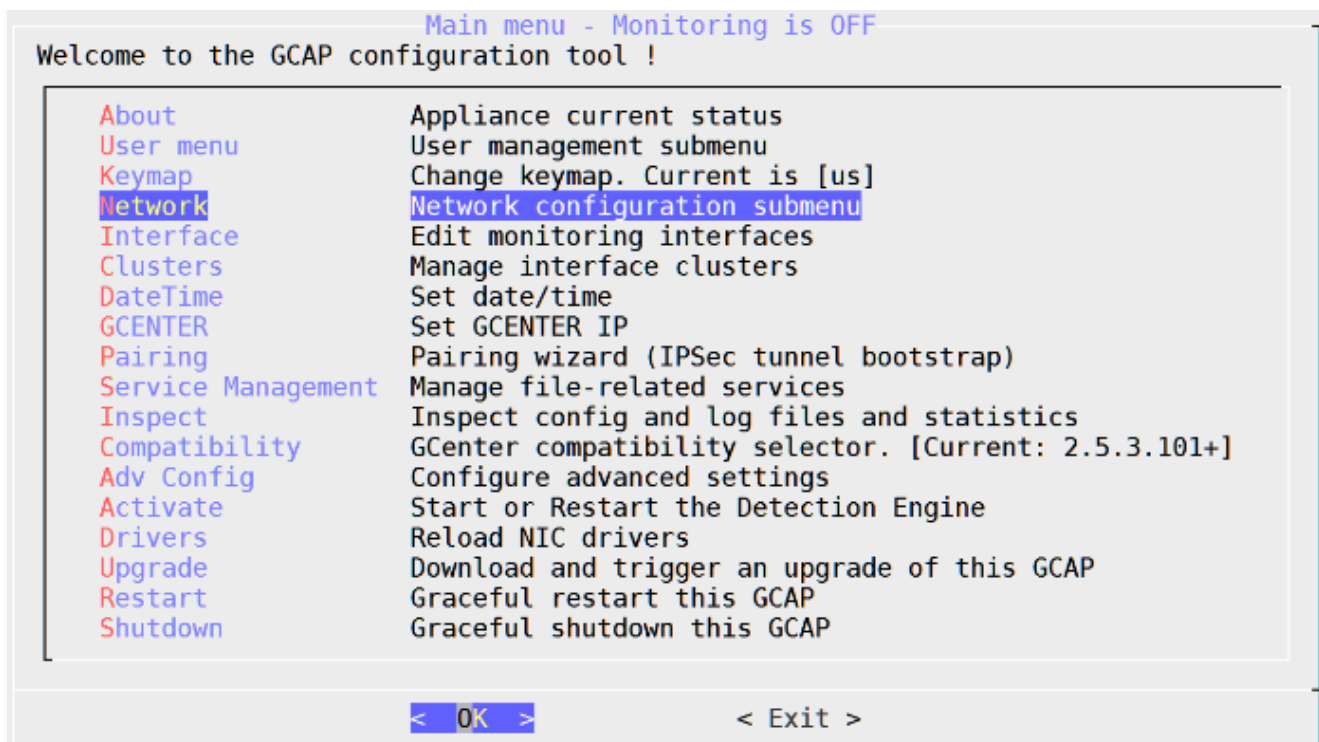 Main menu - Monitoring is OFF
Welcome to the GCAP configuration tool !
About Appliance current status
User menu User management submenu
Keymap Change keymap. Current is [us]
Network Network configuration submenu
Interface Edit monitoring interfaces
Clusters Manage interface clusters
DateTime Set date/time
GCENTER Set GCENTER IP
Pairing Pairing wizard (IPSec tunnel bootstrap)
Service Management Manage file-related services
Inspect Inspect config and log files and statistics
Compatibility GCenter compatibility selector. [Current: 2.5.3.101+]
Adv Config Configure advanced settings
Activate Start or Restart the Detection Engine
Drivers Reload NIC drivers
Upgrade Download and trigger an upgrade of this GCAP
Restart Graceful restart this GCAP
Shutdown Graceful shutdown this GCAP
< OK > < Exit >